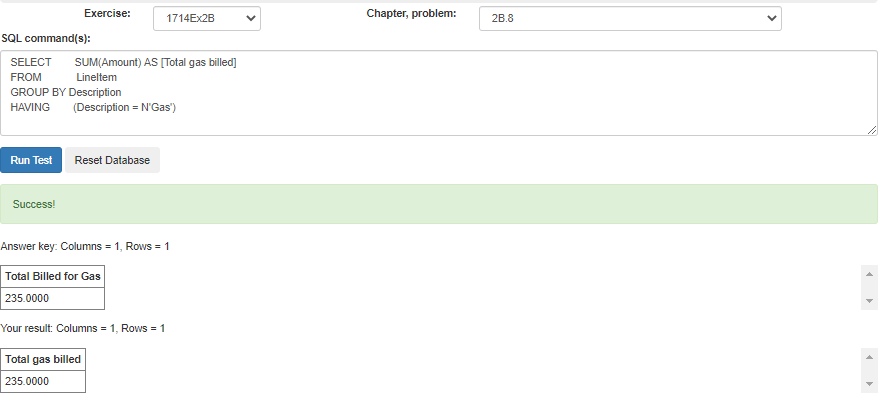 Exercise: 1714Ex2B Chapter, problem: 2B.8
SQL command(s):
SELECT SUM(Amount) AS [Total gas billed]
FROM LineItem
GROUP BY Description
HAVING (Description = N'Gas')
Run Test Reset Database
Success!
Answer key: Columns = 1, Rows = 1
Total Billed for Gas
235.0000
Your result: Columns = 1, Rows = 1
Total gas billed
235.0000